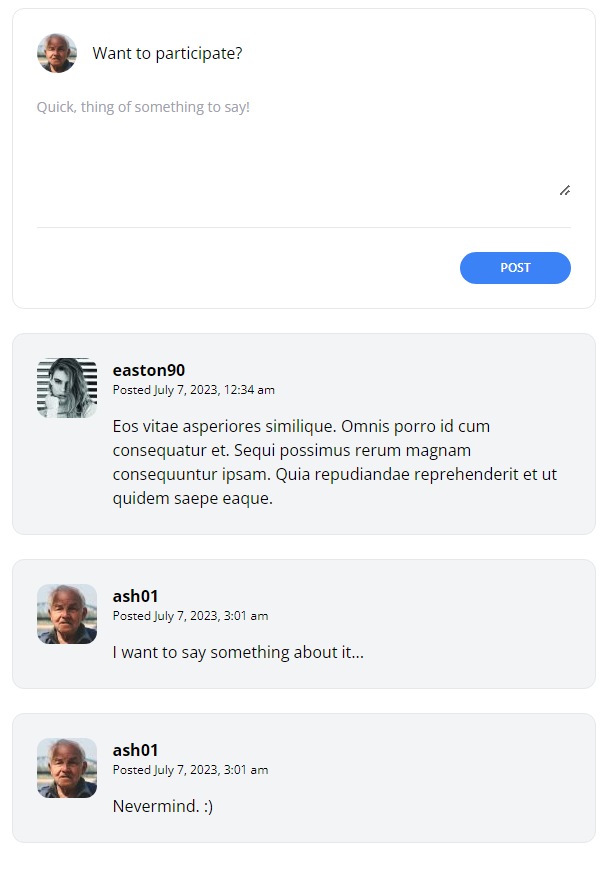 Want to participate?
Quick, thing of something to say!
POST
easton90
Posted July 7, 2023, 12:34 am
Eos vitae asperiores similique. Omnis porro id cum
consequatur et. Sequi possimus rerum magnam
consequuntur ipsam. Quia repudiandae reprehenderit et ut
quidem saepe eaque.
ash01
Posted July 7, 2023, 3:01 am
I want to say something about it...
ash01
Posted July 7, 2023, 3:01 am
Nevermind. :)